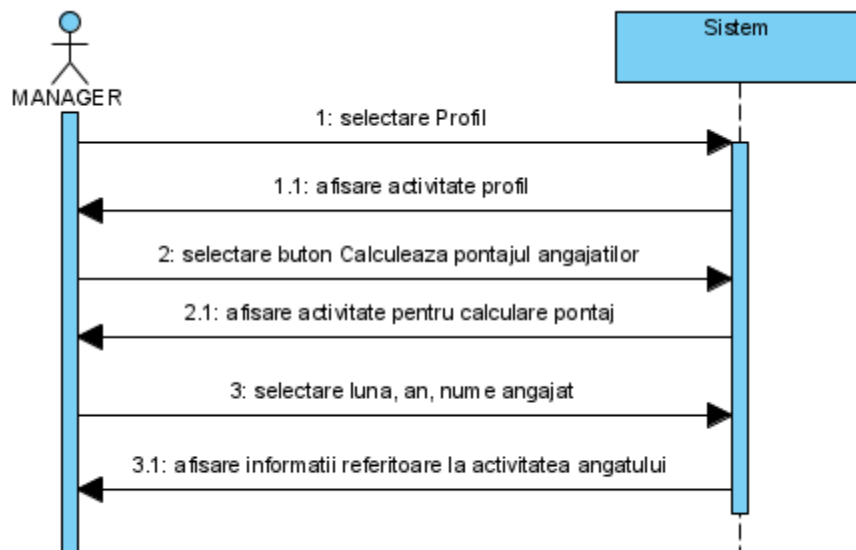 Sistem
MANAGER
1: selectare Profil
1.1: afisare activitate profil
2: selectare buton Calculeaza pontajul angajatilor
2.1: afisare activitate pentru calculare pontaj
3: selectare luna, an, nume angajat
3.1: afisare informatii referitoare la activitatea angatului